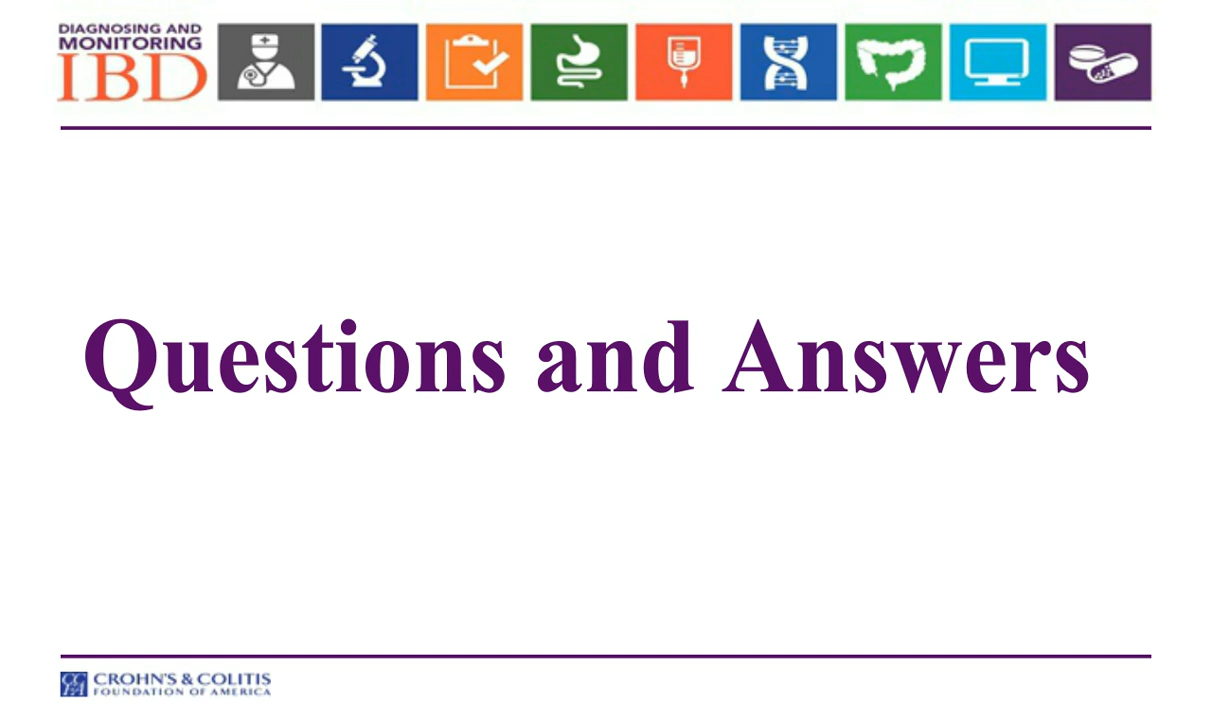 DIAGNOSING AND
MONITORING
IBD
Questions and Answers
CROHN'S & COLITIS
FOUNDATION OF AMERICA